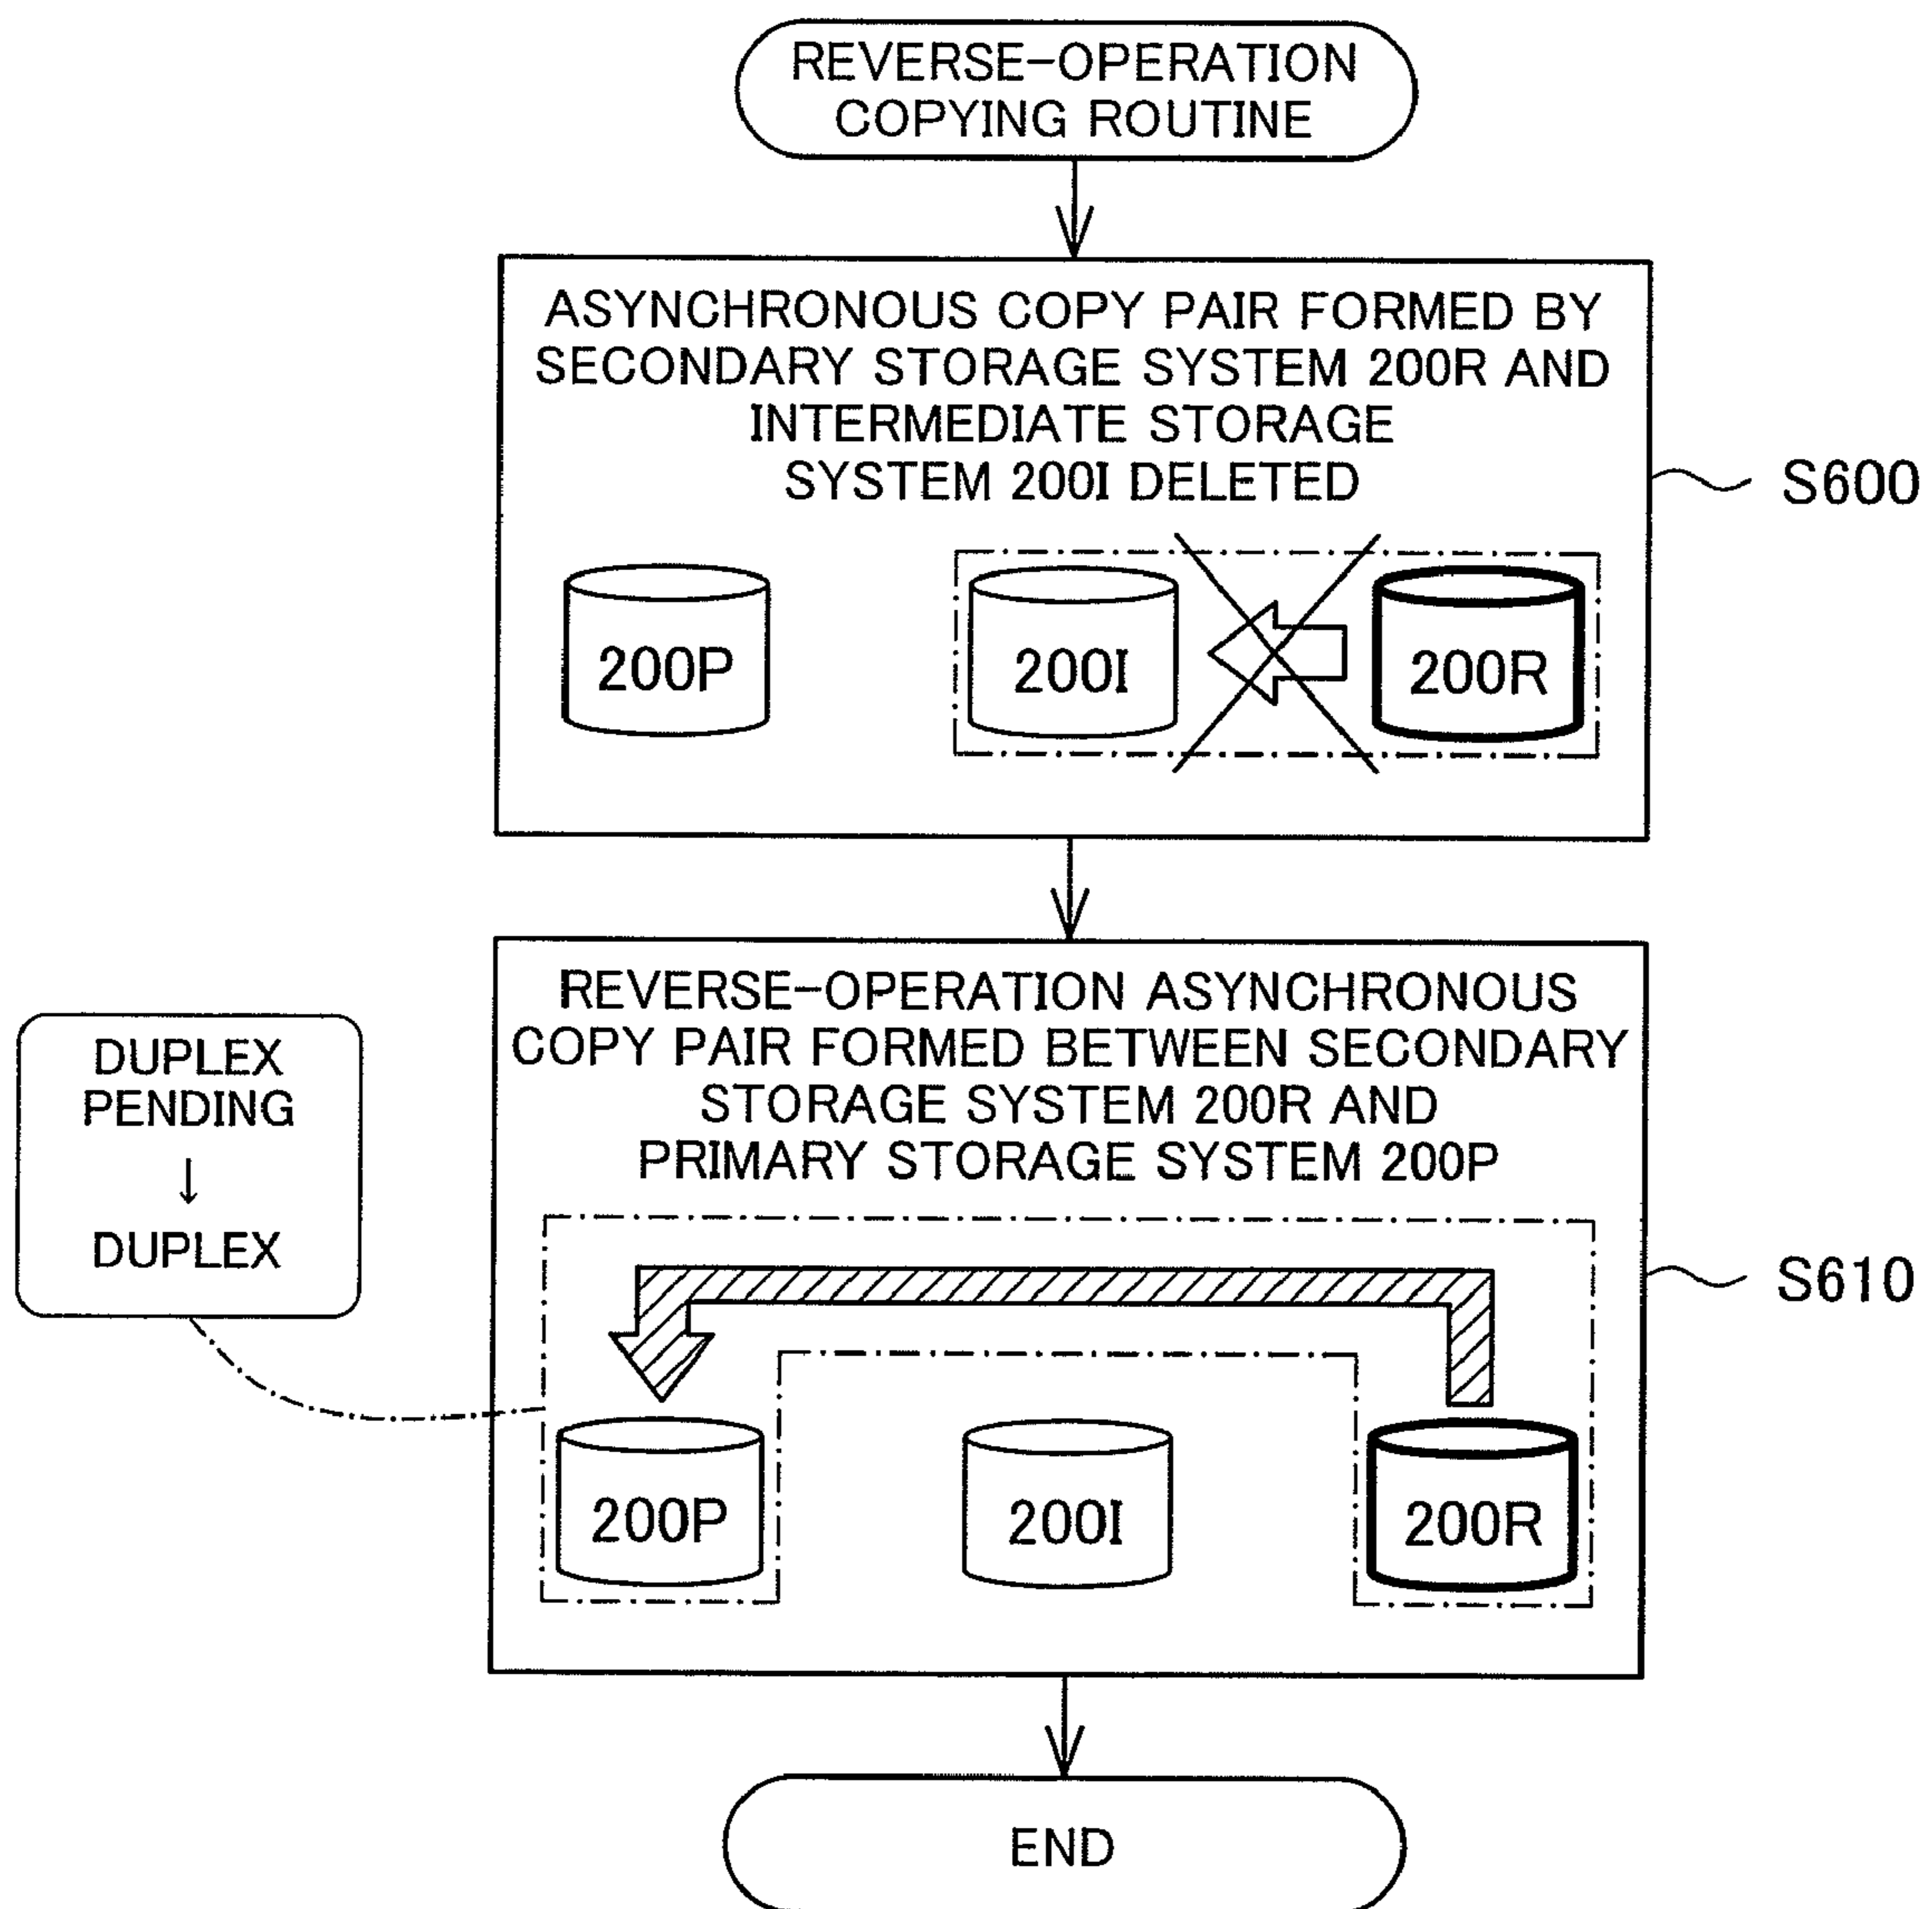 REVERSE-OPERATION
COPYING ROUTINE
ASYNCHRONOUS COPY PAIR FORMED BY
SECONDARY STORAGE SYSTEM 200R AND
INTERMEDIATE STORAGE
SYSTEM 200I DELETED
S600
200P
200I
200R
REVERSE-OPERATION ASYNCHRONOUS
COPY PAIR FORMED BETWEEN SECONDARY
STORAGE SYSTEM 200R AND
PRIMARY STORAGE SYSTEM 200P
DUPLEX
PENDING
↓
DUPLEX
S610
200P
200I
200R
END